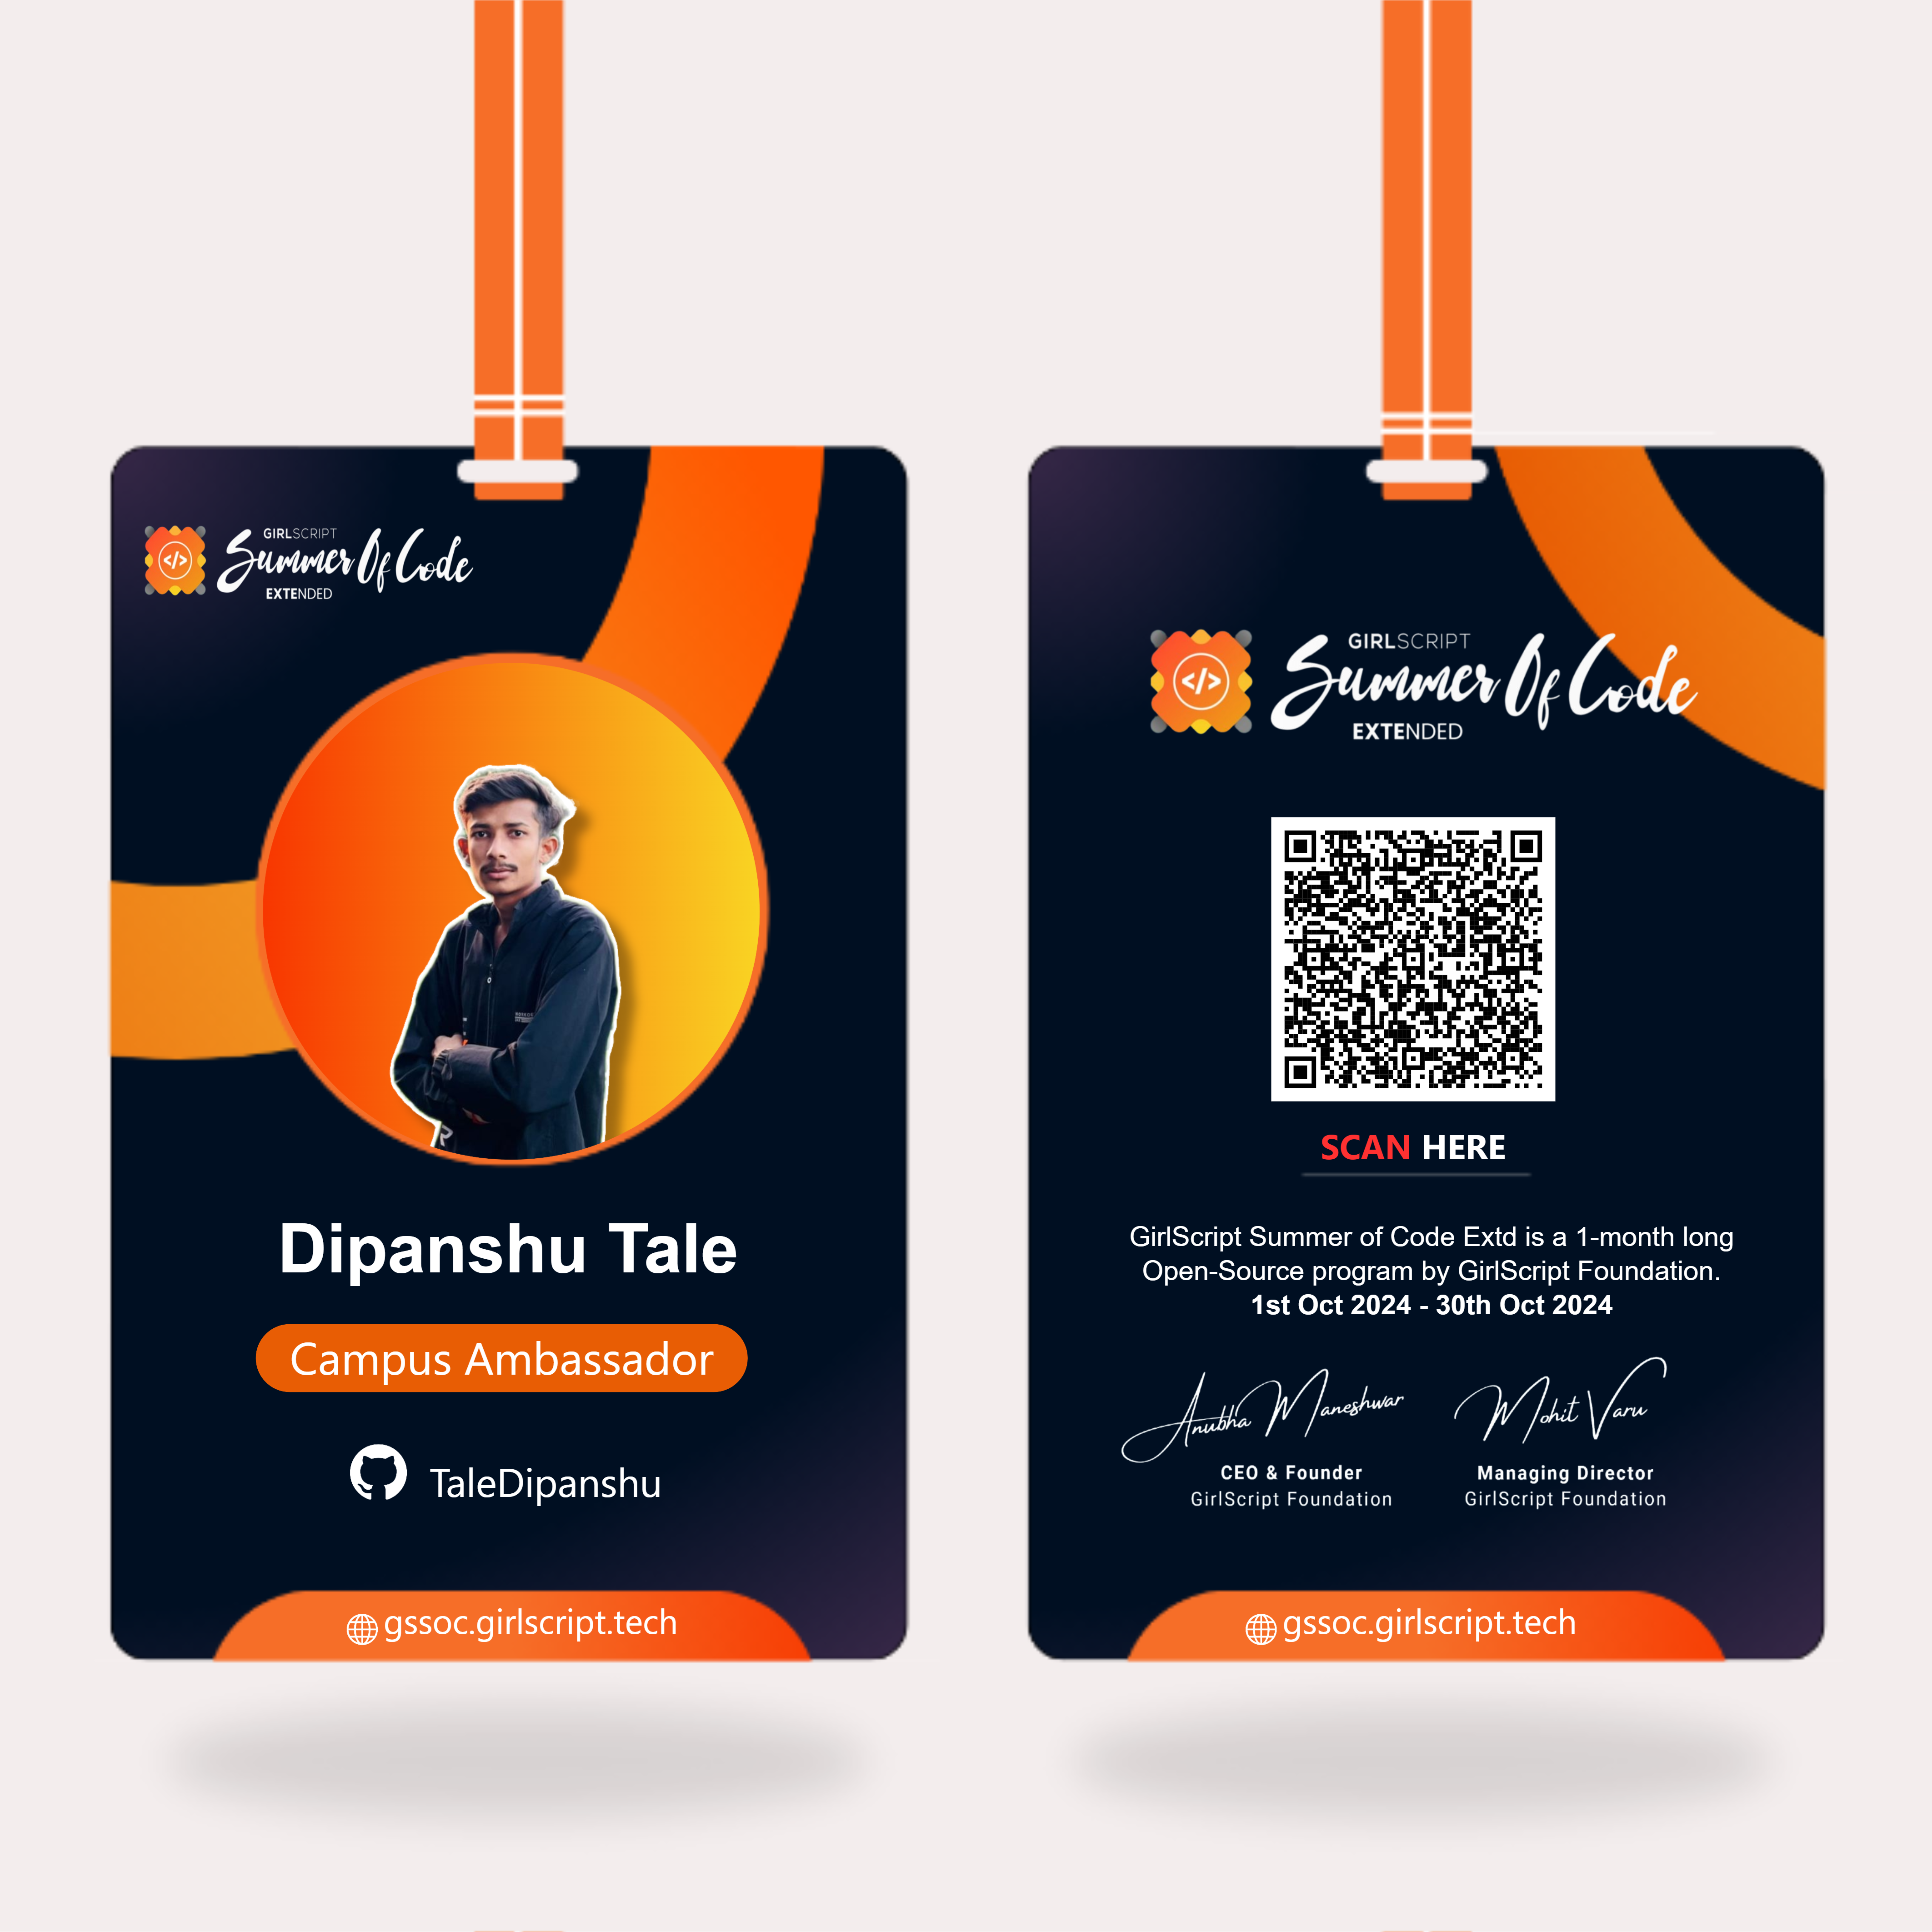 GIRLSCRIPT
Summer Of Code
EXTENDED
Dipanshu Tale
Campus Ambassador
TaleDipanshu
gssoc.girlscript.tech
GIRLSCRIPT
Summer Of Code
EXTENDED
SCAN HERE
GirlScript Summer of Code Extd is a 1-month long
Open-Source program by GirlScript Foundation.
1st Oct 2024 - 30th Oct 2024
Anubha Maneshwar
CEO & Founder
GirlScript Foundation
Mohit Varu
Managing Director
GirlScript Foundation
gssoc.girlscript.tech